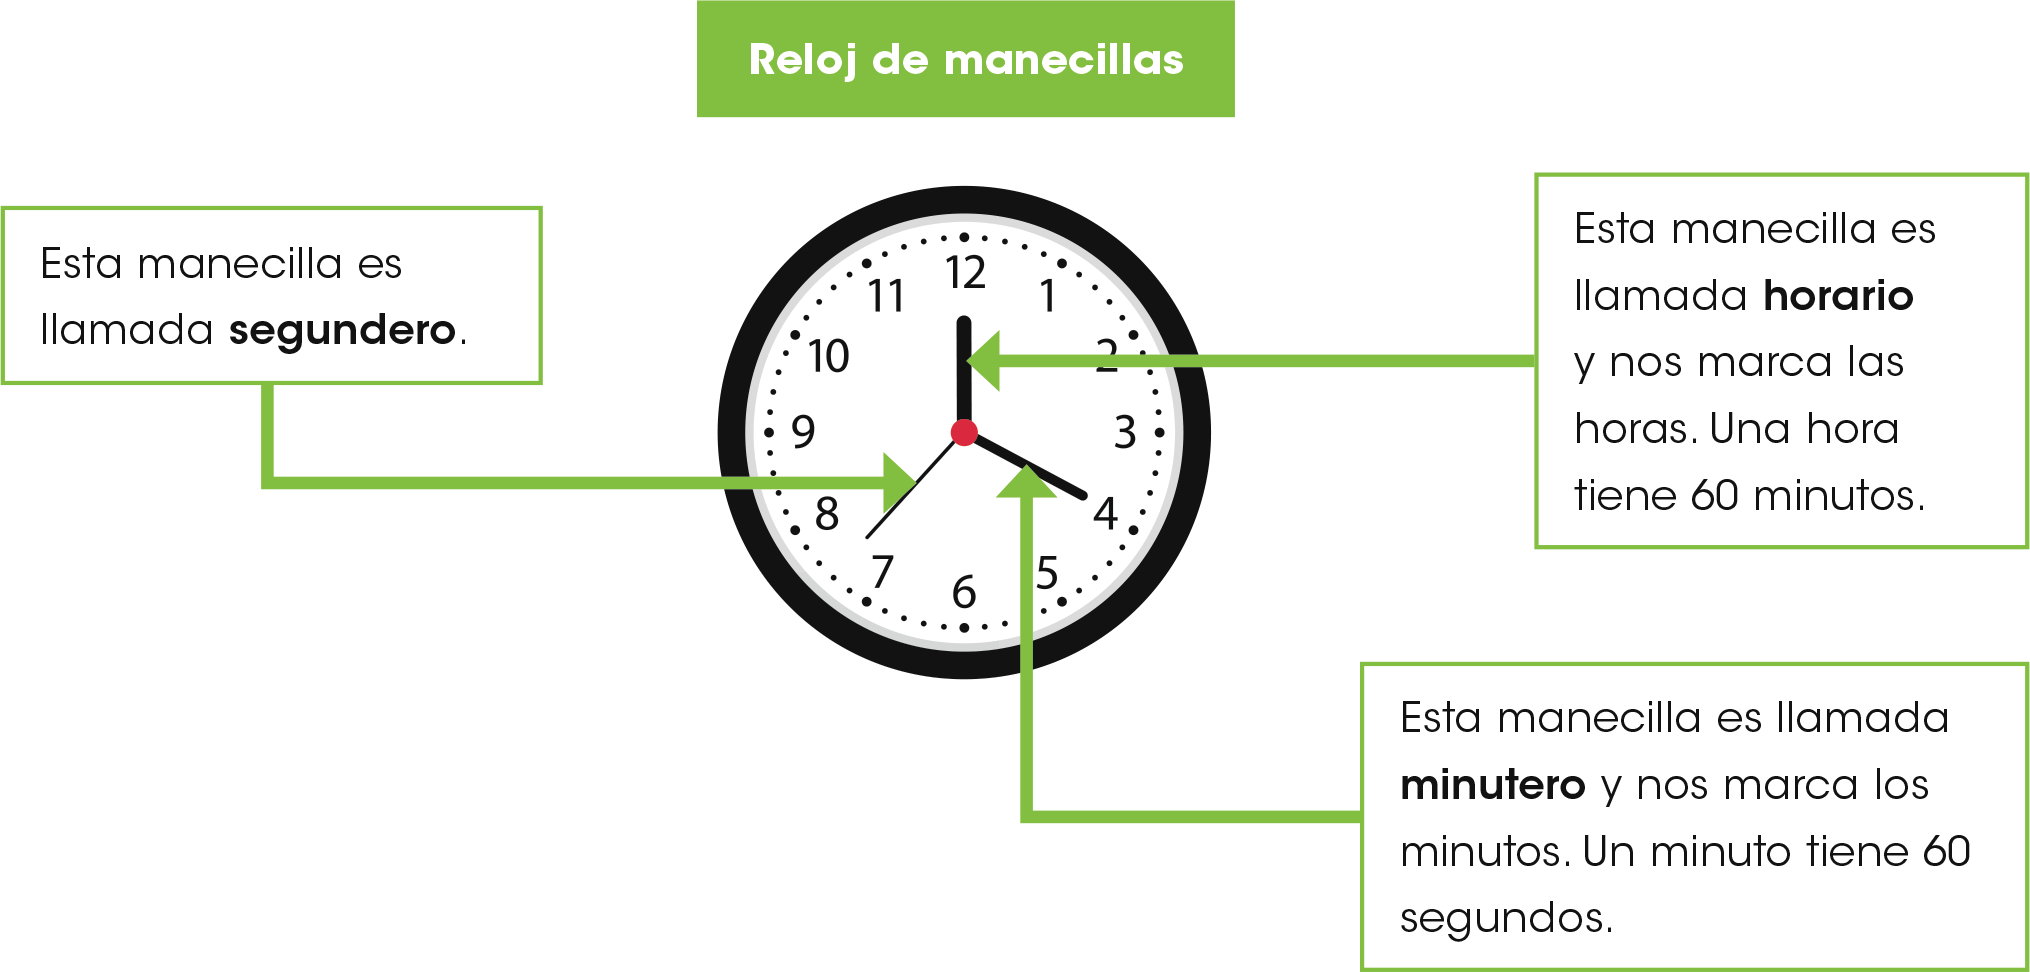 Reloj de manecillas
Esta manecilla es
llamada segundero.
12
1
2
3
4
5
6
7
8
9
10
11
Esta manecilla es
llamada horario
y nos marca las
horas. Una hora
tiene 60 minutos.
Esta manecilla es llamada
minutero y nos marca los
minutos. Un minuto tiene 60
segundos.